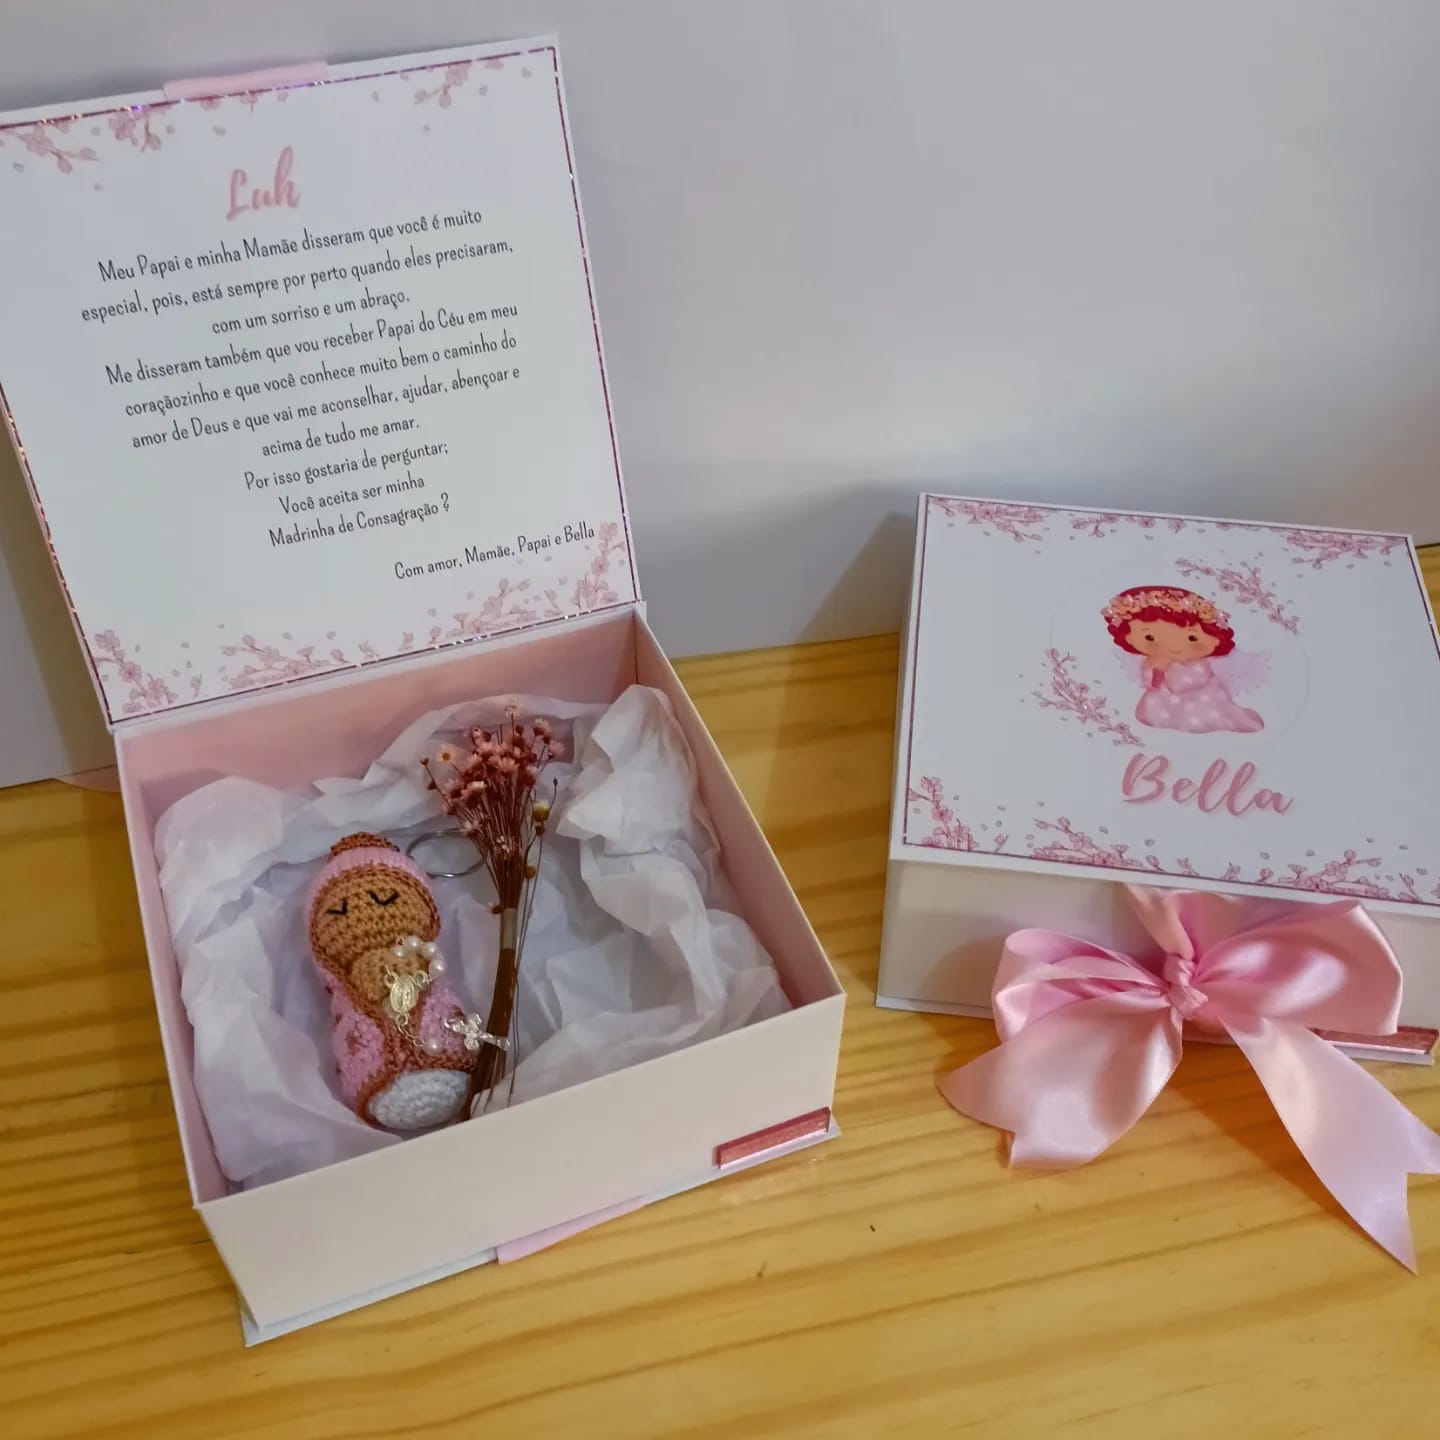 Luh
Meu Papai e minha Mamãe disseram que você é muito
especial, pois, está sempre por perto quando eles precisaram,
com um sorriso e um abraço.
Me disseram também que vou receber Papai do Céu em meu
coraçãozinho e que você conhece muito bem o caminho do
amor de Deus e que vai me aconselhar, ajudar, abençoar e
acima de tudo me amar.
Por isso gostaria de perguntar;
Você aceita ser minha
Madrinha de Consagração ?
Com amor, Mamãe, Papai e Bella
Bella